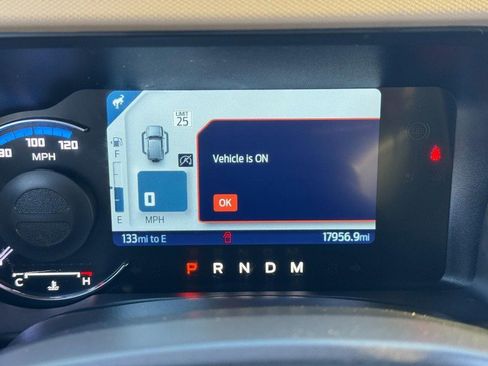 LIMIT
25
80 100 120
MPH
F
Vehicle is ON
0
OK
E
MPH
133mi to E
17956.9mi
P R N D M
C H